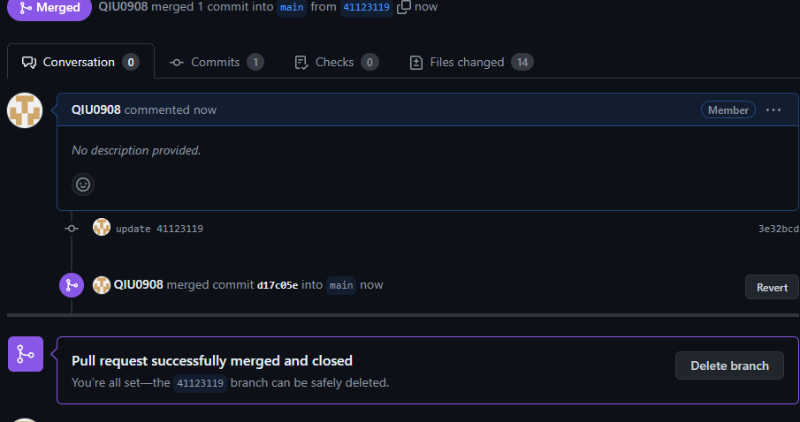 Merged QIU0908 merged 1 commit into main from 41123119 now
Conversation 0 Commits 1 Checks 0 Files changed 14
QIU0908 commented now Member ...
No description provided.
update 41123119 3e32bcd
QIU0908 merged commit d17c05e into main now Revert
Pull request successfully merged and closed
You're all set—the 41123119 branch can be safely deleted.
Delete branch